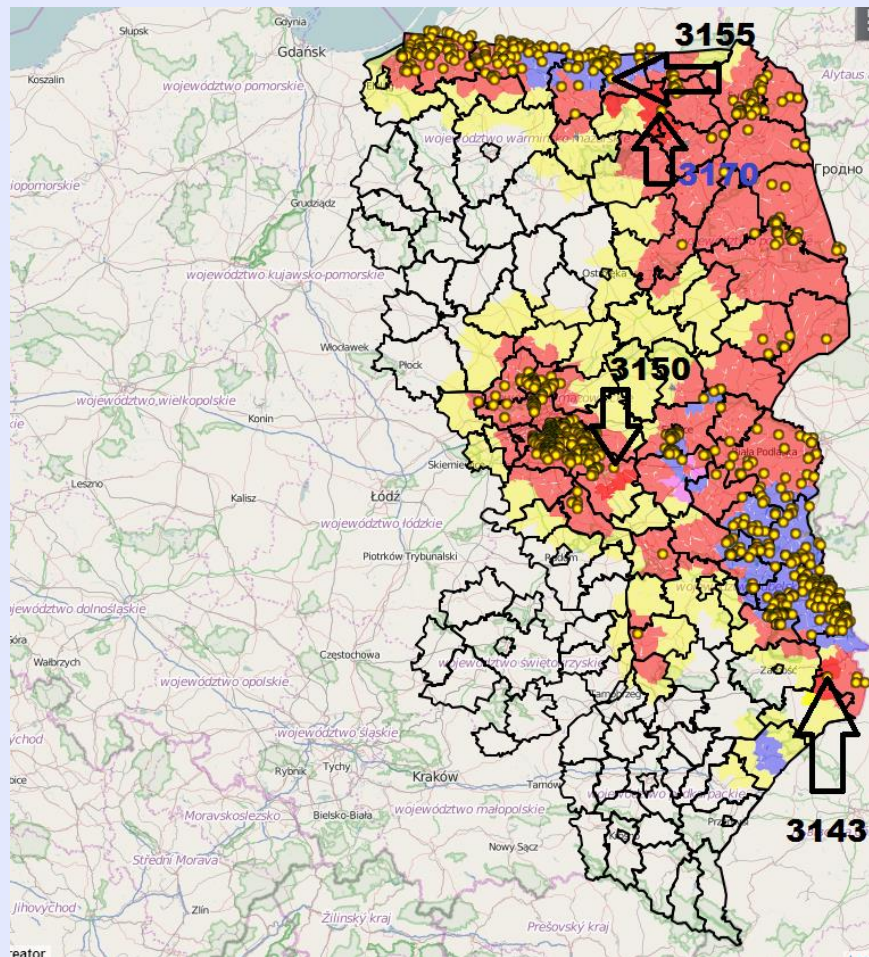 Słupsk
Gdynia
3155
Gdańsk
Koszalin
województwo pomorskie
Alytaus a
województwo warmińsko-mazurskie
Гродно
3170
Grudziądz
Ostrołęka
województwo kujawsko-pomorskie
Włocławek
Płock
3150
województwo wielkopolskie
Konin
Biała Podlaska
Leszno
Skierniewice
Kalisz
Łódź
województwo łódzkie
Piotrków Trybunalski
Radom
województwo dolnośląskie
Częstochowa
województwo świętokrzyskie
Zamość
Wałbrzych
województwo opolskie
Tarnobrzeg
województwo śląskie
Rybnik
Tychy
Kraków
Tarnów
Bielsko-Biała
województwo małopolskie
3143
Moravskoslezsko
Nowy Sącz
Střední Morava
Jihovýchod
Zlín
Žilinský kraj
Prešovský kraj
reator